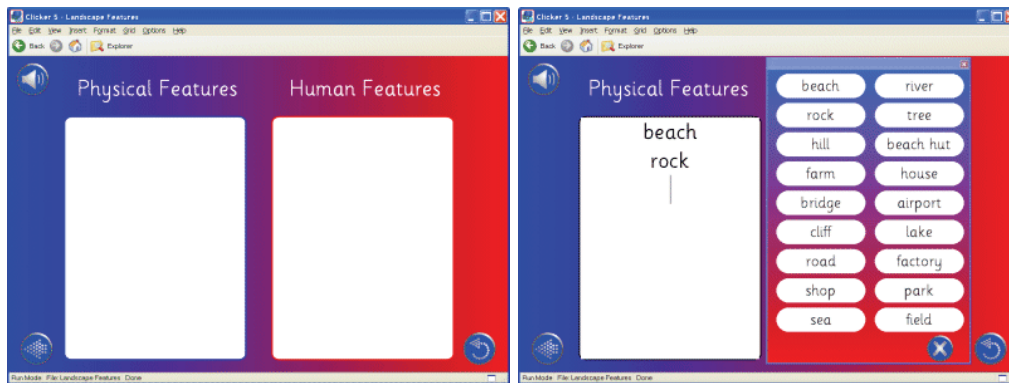 Clicker 5 - Landscape Features
File Edit View Insert Format Grid Options Help
Back Explorer
Physical Features Human Features
Run Mode File: Landscape Features Done
Clicker 5 - Landscape Features
File Edit View Insert Format Grid Options Help
Back Explorer
Physical Features
beach
rock
beach river
rock tree
hill beach hut
farm house
bridge airport
cliff lake
road factory
shop park
sea field
Run Mode File: Landscape Features Done